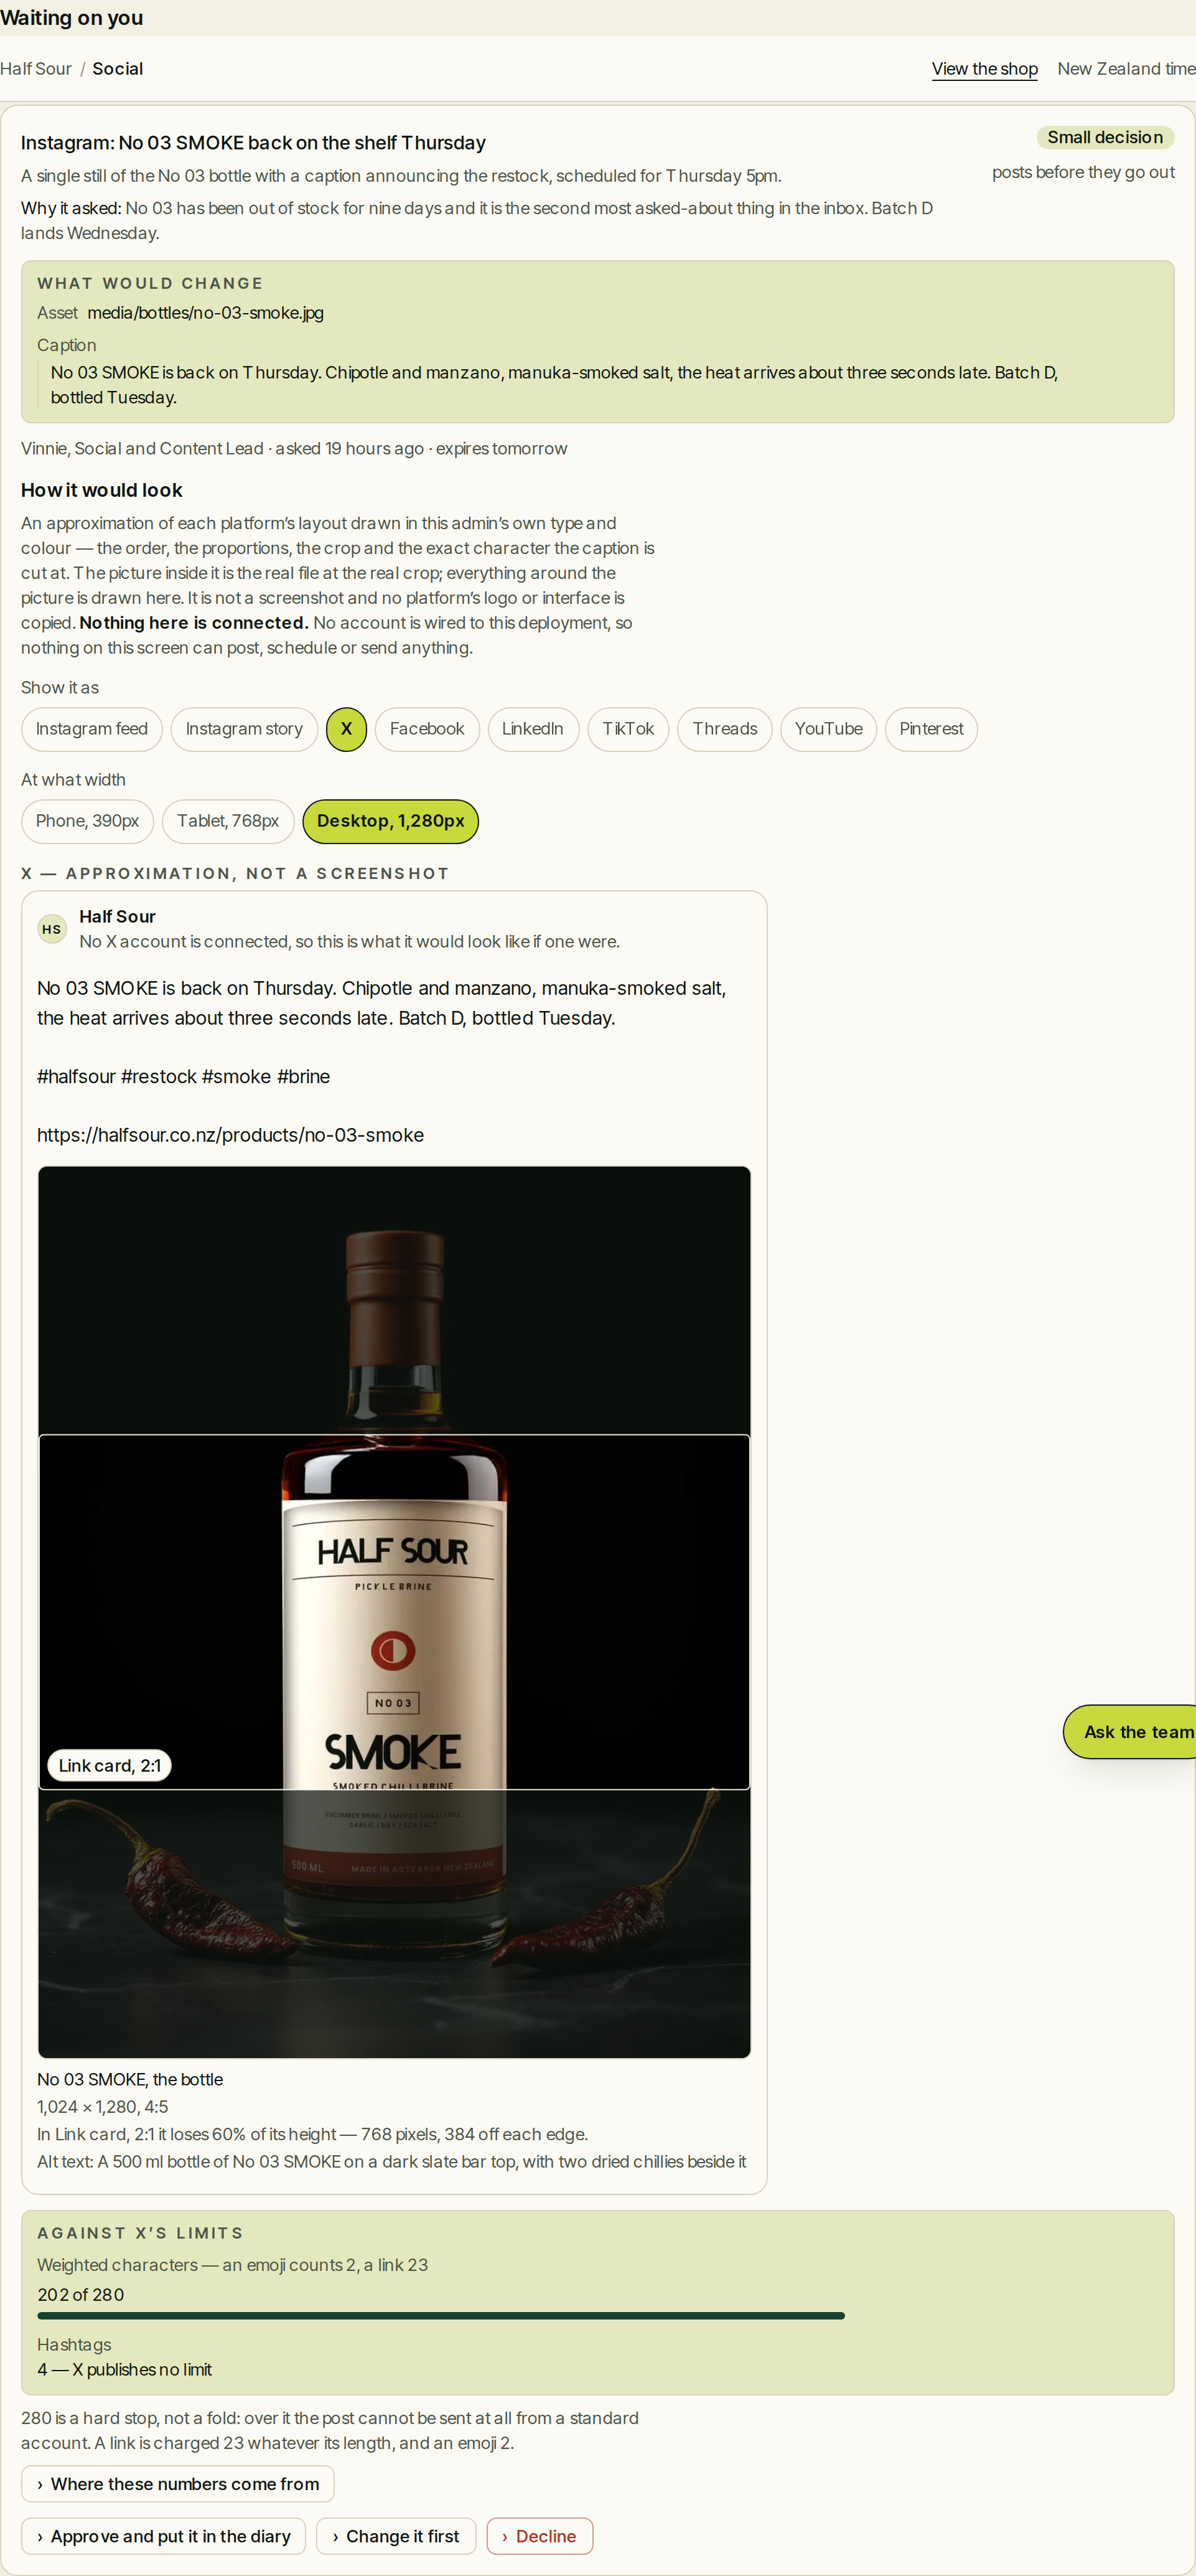 Waiting on you
Half Sour / Social
View the shop
New Zealand time
Instagram: No 03 SMOKE back on the shelf Thursday
Small decision
A single still of the No 03 bottle with a caption announcing the restock, scheduled for Thursday 5pm.
posts before they go out
Why it asked: No 03 has been out of stock for nine days and it is the second most asked-about thing in the inbox. Batch D
lands Wednesday.
WHAT WOULD CHANGE
Asset media/bottles/no-03-smoke.jpg
Caption
No 03 SMOKE is back on Thursday. Chipotle and manzano, manuka-smoked salt, the heat arrives about three seconds late. Batch D,
bottled Tuesday.
Vinnie, Social and Content Lead · asked 19 hours ago · expires tomorrow
How it would look
An approximation of each platform’s layout drawn in this admin’s own type and
colour — the order, the proportions, the crop and the exact character the caption is
cut at. The picture inside it is the real file at the real crop; everything around the
picture is drawn here. It is not a screenshot and no platform’s logo or interface is
copied. Nothing here is connected. No account is wired to this deployment, so
nothing on this screen can post, schedule or send anything.
Show it as
Instagram feed
Instagram story
X
Facebook
LinkedIn
TikTok
Threads
YouTube
Pinterest
At what width
Phone, 390px
Tablet, 768px
Desktop, 1,280px
X — APPROXIMATION, NOT A SCREENSHOT
HS
Half Sour
No X account is connected, so this is what it would look like if one were.
No 03 SMOKE is back on Thursday. Chipotle and manzano, manuka-smoked salt,
the heat arrives about three seconds late. Batch D, bottled Tuesday.
#halfsour #restock #smoke #brine
https://halfsour.co.nz/products/no-03-smoke
HALF SOUR
PICKLE BRINE
NO 03
SMOKE
SMOKED CHILLI BRINE
GARLIC / BAY / SEA SALT
500 ML
MADE IN AOTEAROA NEW ZEALAND
Link card, 2:1
Ask the team
No 03 SMOKE, the bottle
1,024 × 1,280, 4:5
In Link card, 2:1 it loses 60% of its height — 768 pixels, 384 off each edge.
Alt text: A 500 ml bottle of No 03 SMOKE on a dark slate bar top, with two dried chillies beside it
AGAINST X’S LIMITS
Weighted characters — an emoji counts 2, a link 23
202 of 280
Hashtags
4 — X publishes no limit
280 is a hard stop, not a fold: over it the post cannot be sent at all from a standard
account. A link is charged 23 whatever its length, and an emoji 2.
› Where these numbers come from
› Approve and put it in the diary
› Change it first
› Decline